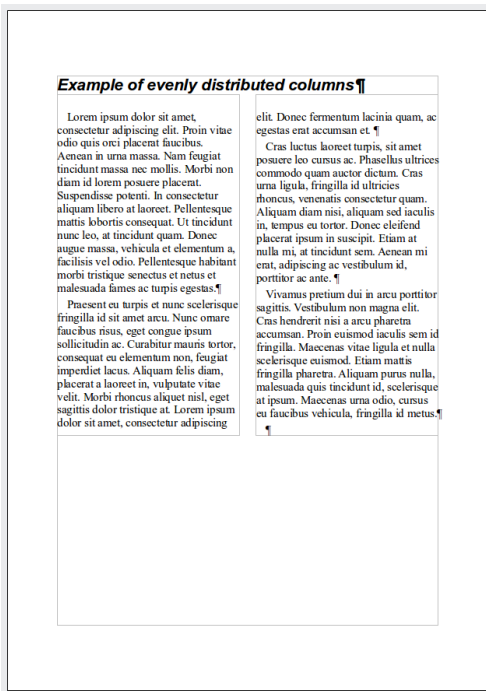 Example of evenly distributed columns¶
Lorem ipsum dolor sit amet,
consectetur adipiscing elit. Proin vitae
odio quis orci placerat faucibus.
Aenean in urna massa. Nam feugiat
tincidunt massa nec mollis. Morbi non
diam id lorem posuere placerat.
Suspendisse potenti. In consectetur
aliquam libero at laoreet. Pellentesque
mattis lobortis consequat. Ut tincidunt
nunc leo, at tincidunt quam. Donec
augue massa, vehicula et elementum a,
facilisis vel odio. Pellentesque habitant
morbi tristique senectus et netus et
malesuada fames ac turpis egestas.¶
Praesent eu turpis et nunc scelerisque
fringilla id sit amet arcu. Nunc ornare
faucibus risus, eget congue ipsum
sollicitudin ac. Curabitur mauris tortor,
consequat eu elementum non, feugiat
imperdiet lacus. Aliquam felis diam,
placerat a laoreet in, vulputate vitae
velit. Morbi rhoncus aliquet nisl, eget
sagittis dolor tristique at. Lorem ipsum
dolor sit amet, consectetur adipiscing
elit. Donec fermentum lacinia quam, ac
egestas erat accumsan et. ¶
Cras luctus laoreet turpis, sit amet
posuere leo cursus ac. Phasellus ultrices
commodo quam auctor dictum. Cras
urna ligula, fringilla id ultricies
rhoncus, venenatis consectetur quam.
Aliquam diam nisi, aliquam sed iaculis
in, tempus eu tortor. Donec eleifend
placerat ipsum in suscipit. Etiam at
nulla mi, at tincidunt sem. Aenean mi
erat, adipiscing ac vestibulum id,
porttitor ac ante. ¶
Vivamus pretium dui in arcu porttitor
sagittis. Vestibulum non magna elit.
Cras hendrerit nisi a arcu pharetra
accumsan. Proin euismod iaculis sem id
fringilla. Maecenas vitae ligula et nulla
scelerisque euismod. Etiam mattis
fringilla pharetra. Aliquam purus nulla,
malesuada quis tincidunt id, scelerisque
at ipsum. Maecenas urna odio, cursus
eu faucibus vehicula, fringilla id metus.¶
¶